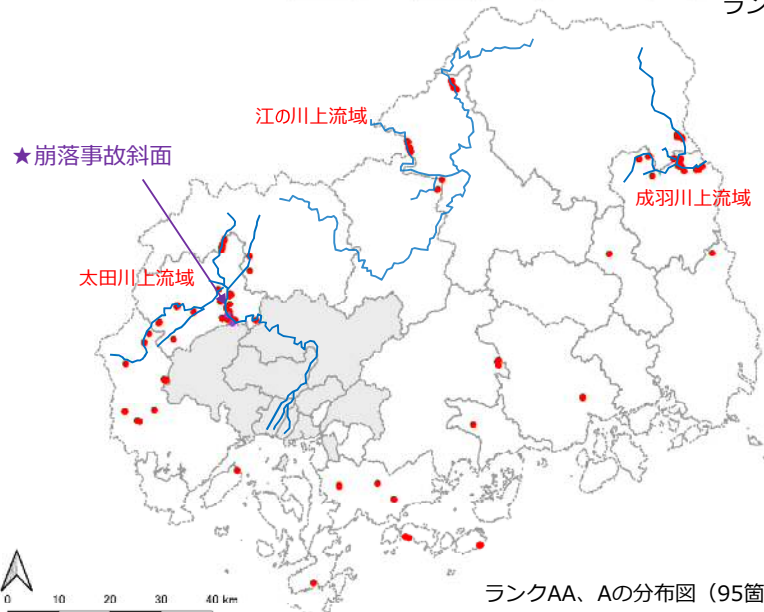 ラン
江の川上流域
★崩落事故斜面
成羽川上流域
太田川上流域
0 10 20 30 40 km
ランクAA、Aの分布図（95箇